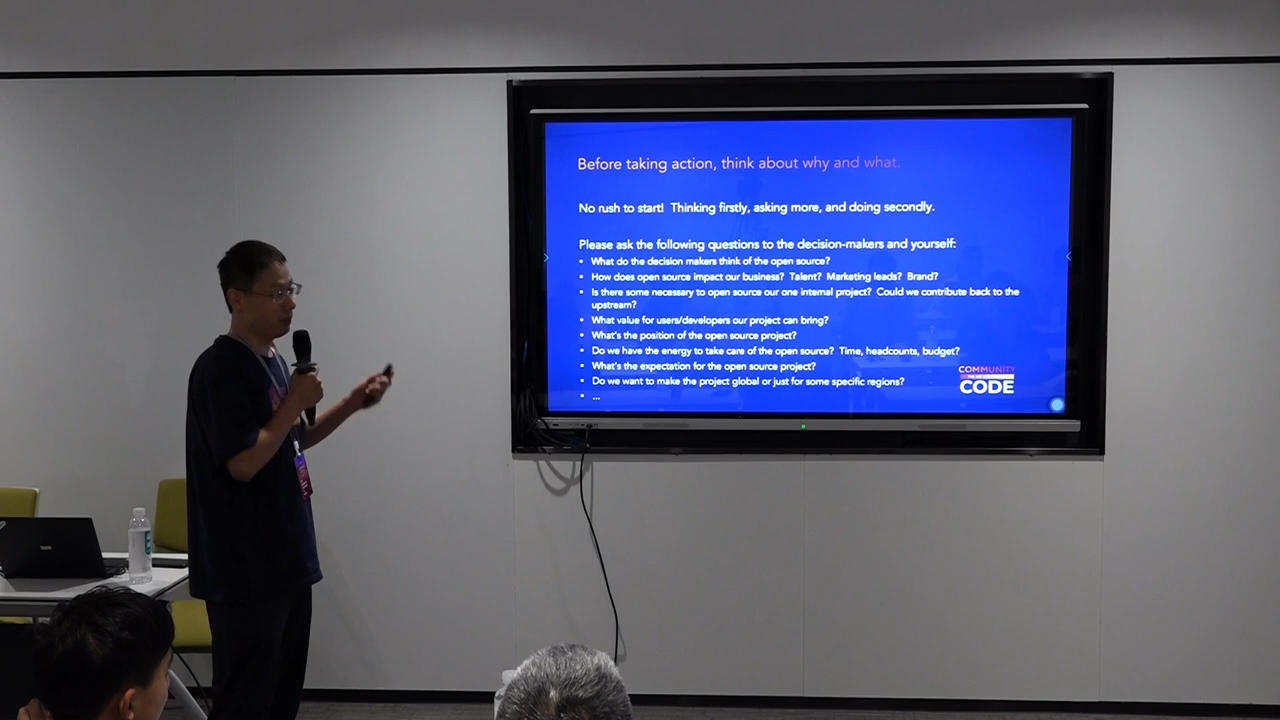 Before taking action, think about why and what.
No rush to start! Thinking firstly, asking more, and doing secondly.
Please ask the following questions to the decision-makers and yourself:
• What do the decision makers think of the open source?
• How does open source impact our business? Talent? Marketing leads? Brand?
• Is there some necessary to open source our one internal project? Could we contribute back to the
upstream?
• What value for users/developers our project can bring?
• What's the position of the open source project?
• Do we have the energy to take care of the open source? Time, headcounts, budget?
• What's the expectation for the open source project?
• Do we want to make the project global or just for some specific regions?
• ...
COMMUNITY
CODE